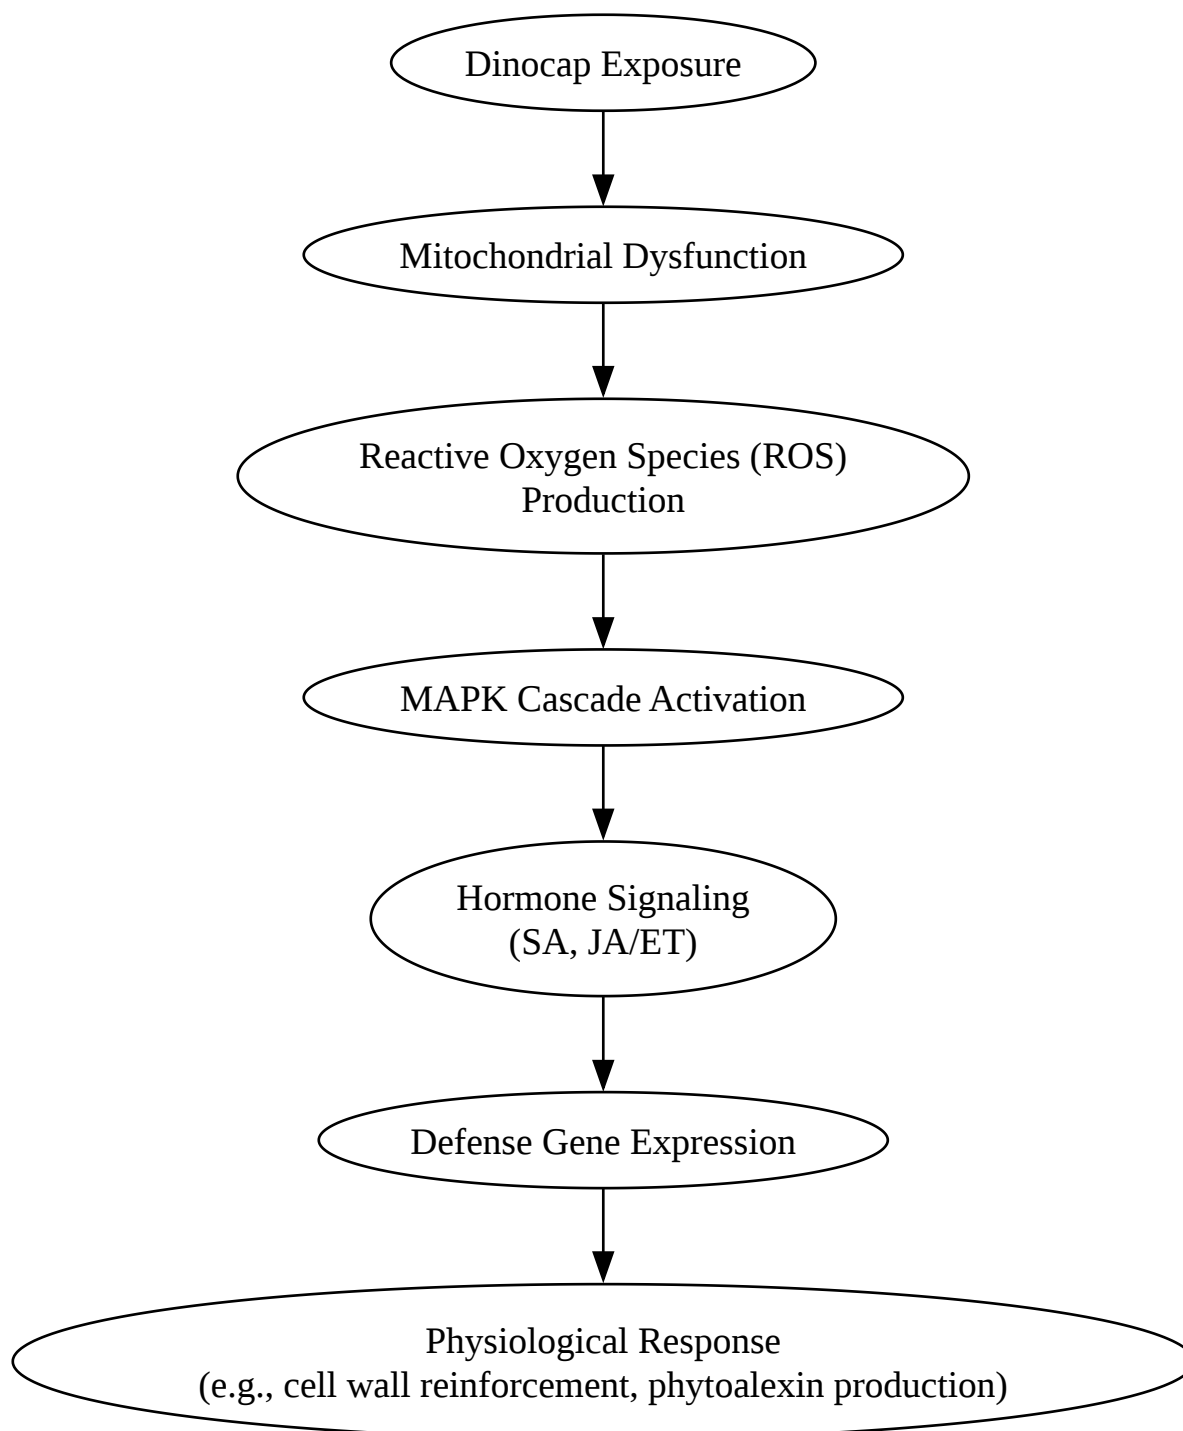 Dinocap Exposure
Mitochondrial Dysfunction
Reactive Oxygen Species (ROS)
Production
MAPK Cascade Activation
Hormone Signaling
(SA, JA/ET)
Defense Gene Expression
Physiological Response
(e.g., cell wall reinforcement, phytoalexin production)